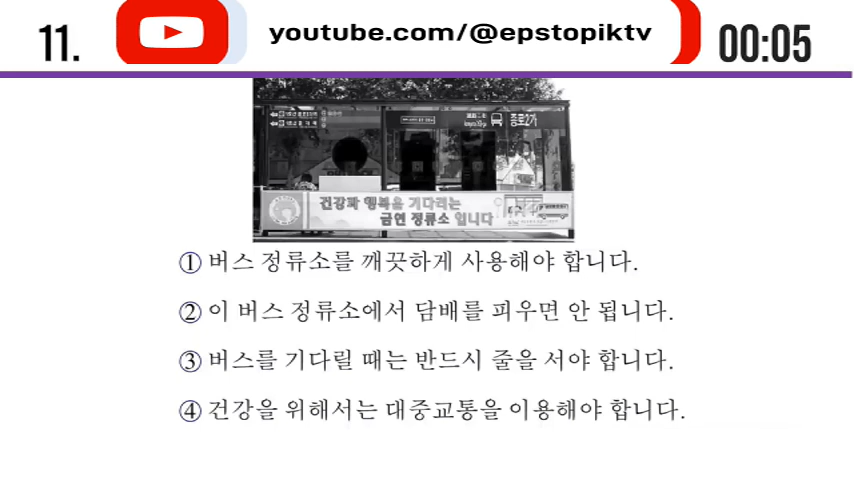 11.
youtube.com/@epstopiktv
00:05
종로2가
건강과 행복을 기다리는
금연 정류소 입니다
① 버스 정류소를 깨끗하게 사용해야 합니다.
② 이 버스 정류소에서 담배를 피우면 안 됩니다.
③ 버스를 기다릴 때는 반드시 줄을 서야 합니다.
④ 건강을 위해서는 대중교통을 이용해야 합니다.